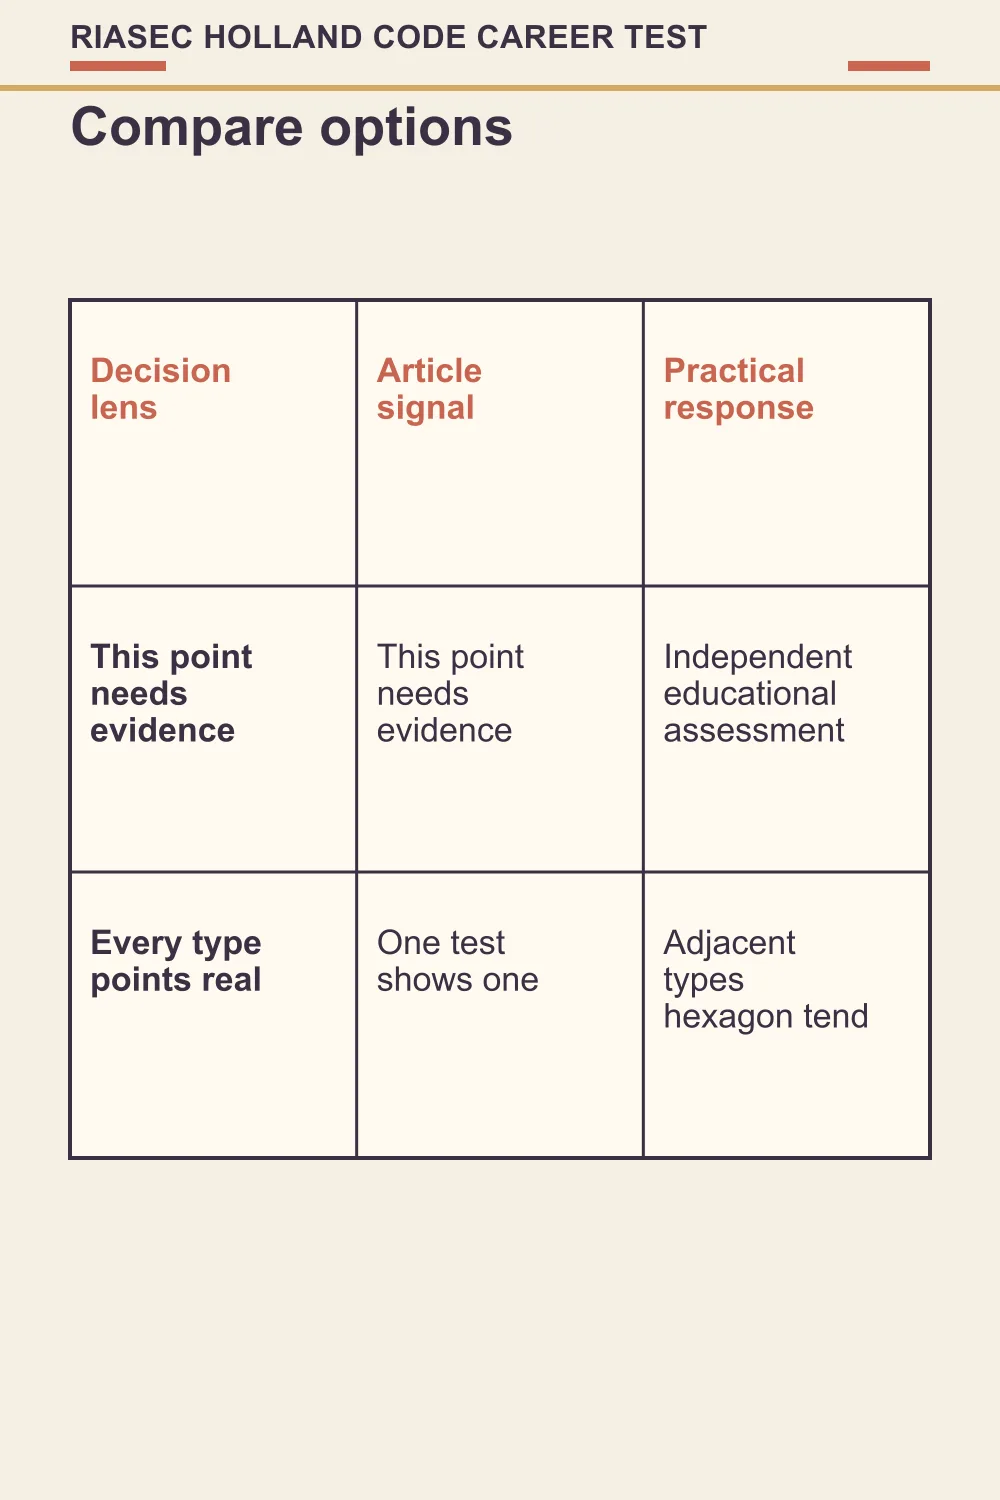 RIASEC HOLLAND CODE CAREER TEST
Compare options
Decision
lens
Article
signal
Practical
response
This point
needs
evidence
This point
needs
evidence
Independent
educational
assessment
Every type
points real
One test
shows one
Adjacent
types
hexagon tend